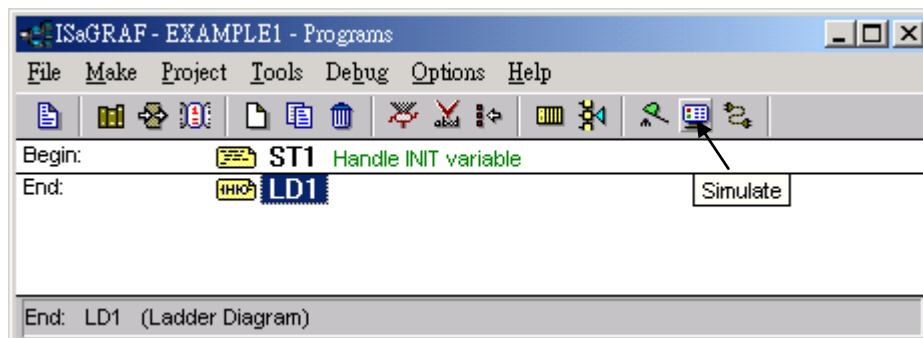 ISaGRAF - EXAMPLE1 - Programs
File Make Project Tools Debug Options Help
Begin: ST1 Handle INIT variable
End: LD1
Simulate
End: LD1 (Ladder Diagram)